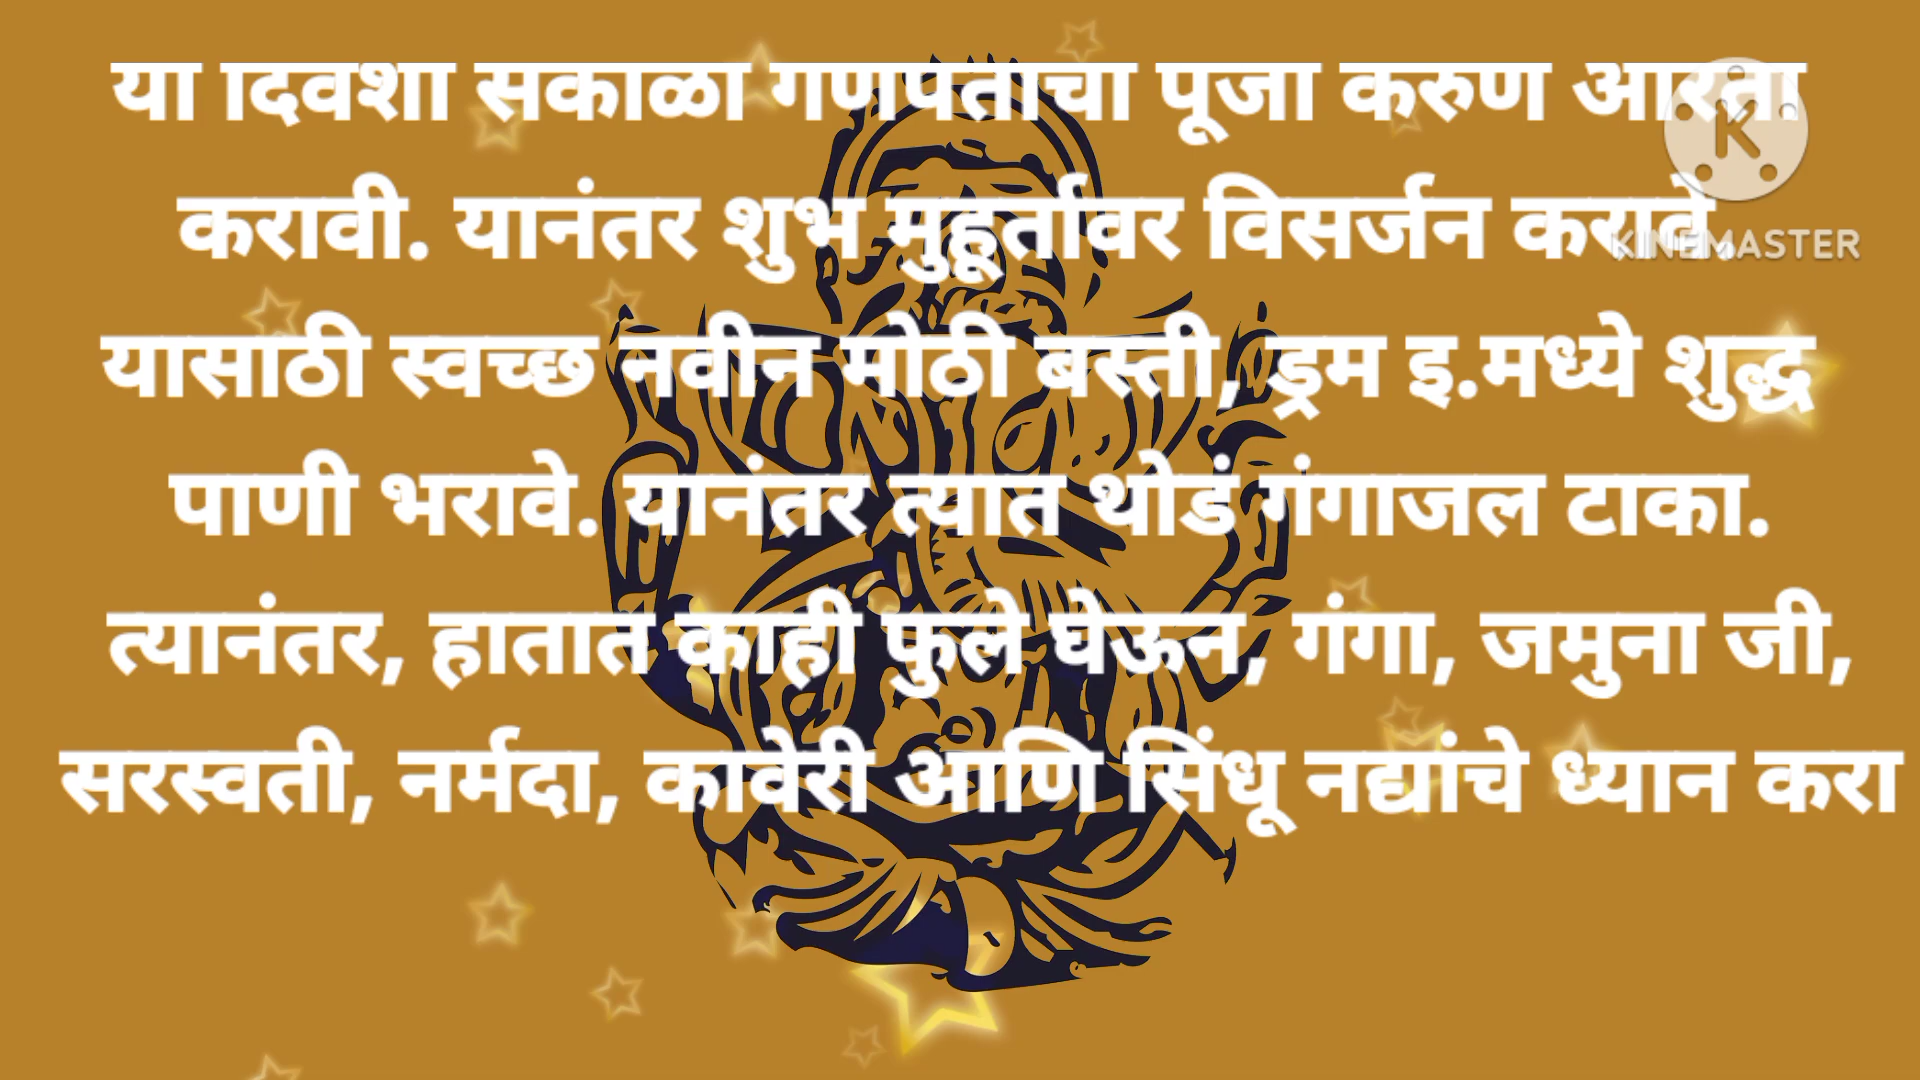 या दिवशी सकाळी गणपतीची पूजा करुण आरती
करावी. यानंतर शुभ मुहूर्तावर विसर्जन करावे.
यासाठी स्वच्छ नवीन मोठी बस्ती, ड्रम इ.मध्ये शुद्ध
पाणी भरावे. यानंतर त्यात थोडं गंगाजल टाका.
त्यानंतर, हातात काही फुले घेऊन, गंगा, जमुना जी,
सरस्वती, नर्मदा, कावेरी आणि सिंधू नद्यांचे ध्यान करा
KINEMASTER